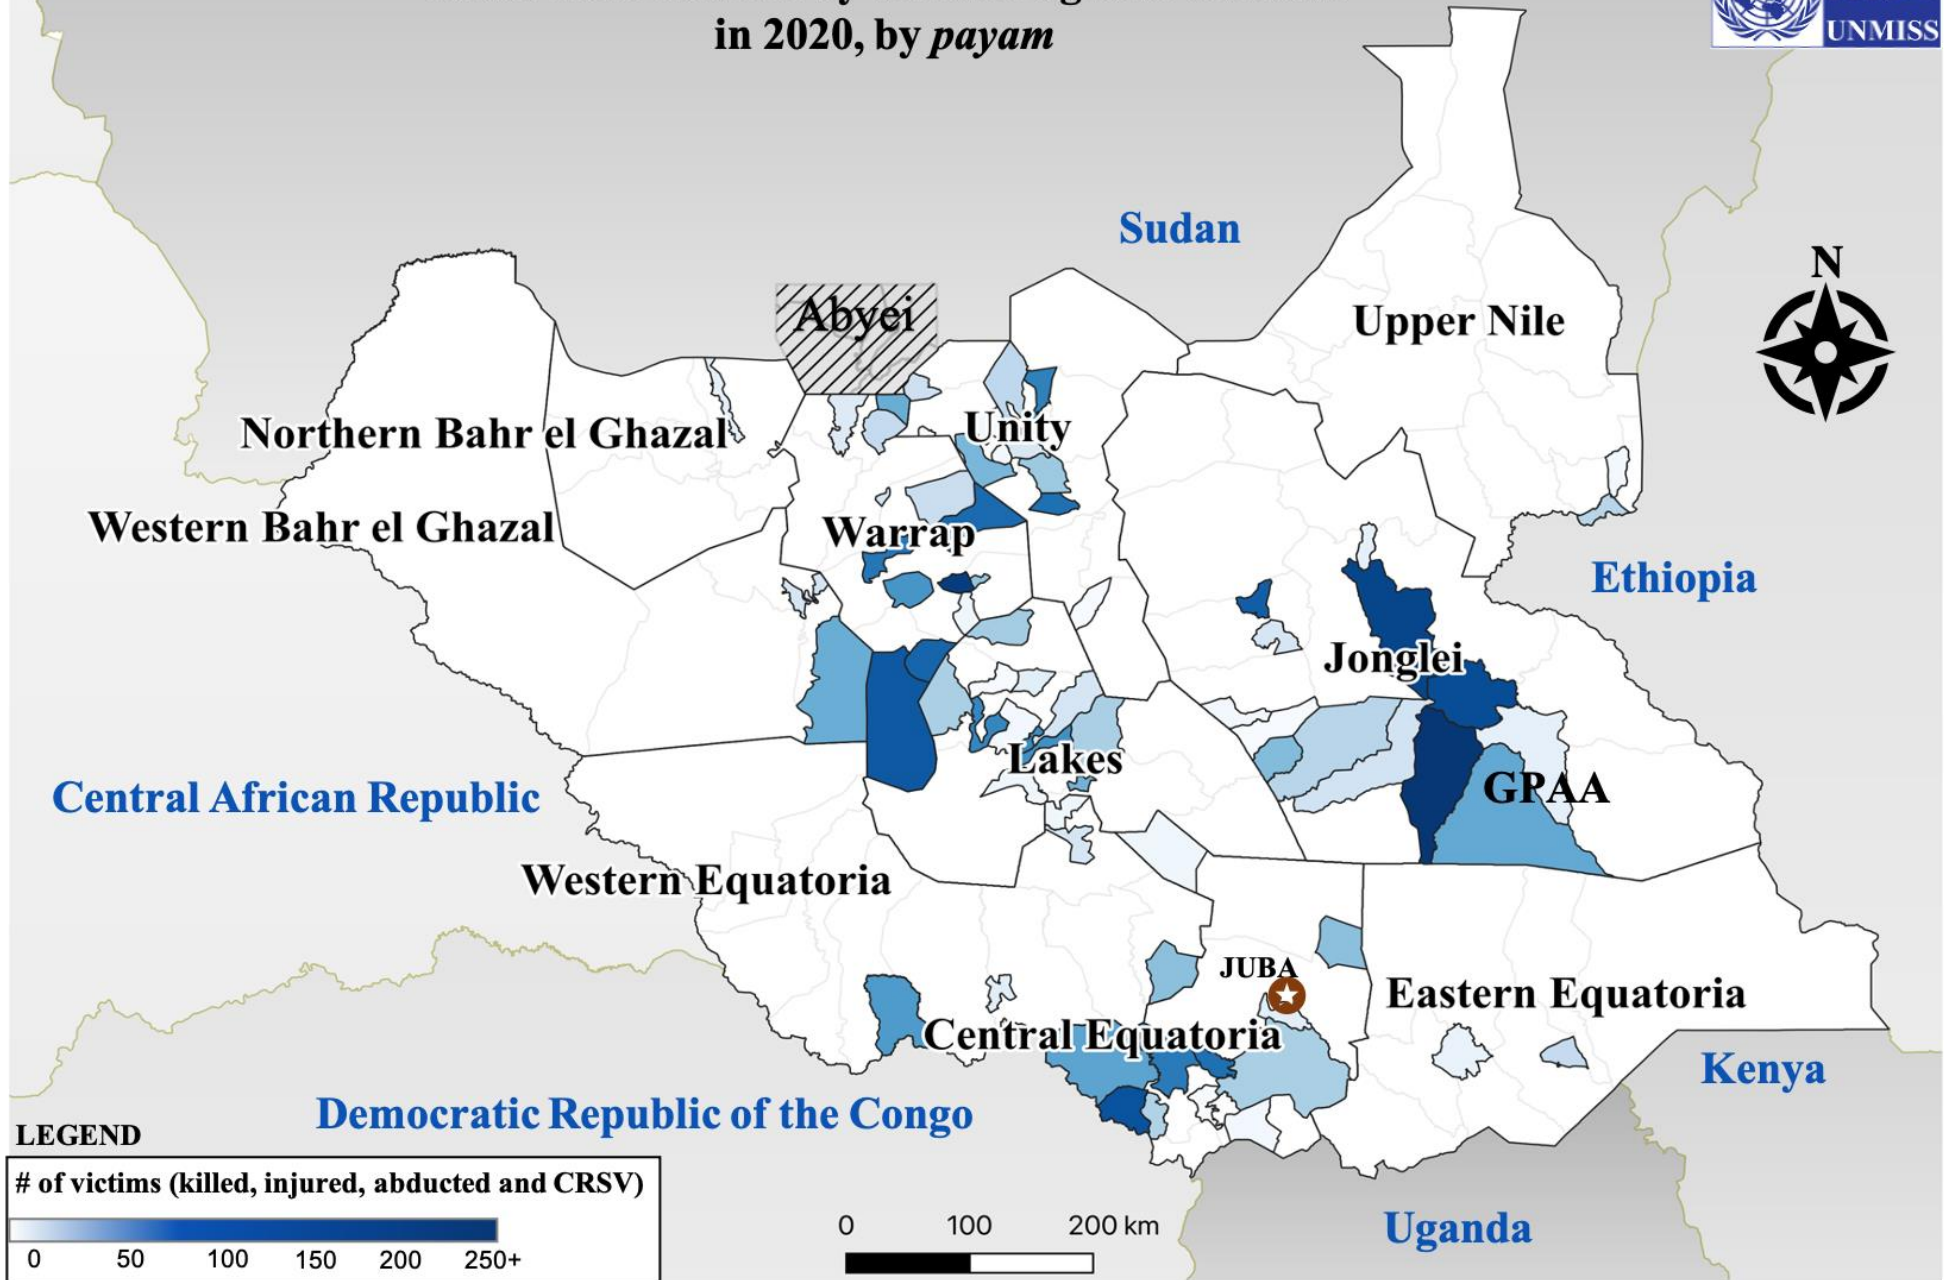 in 2020, by payam
UNMISS
Sudan
N
Abyei
Upper Nile
Northern Bahr el Ghazal
Unity
Western Bahr el Ghazal
Warrap
Ethiopia
Jonglei
Lakes
GPAA
Central African Republic
Western Equatoria
JUBA
Eastern Equatoria
Central Equatoria
Kenya
Democratic Republic of the Congo
LEGEND
# of victims (killed, injured, abducted and CRSV)
0 50 100 150 200 250+
0 100 200 km
Uganda